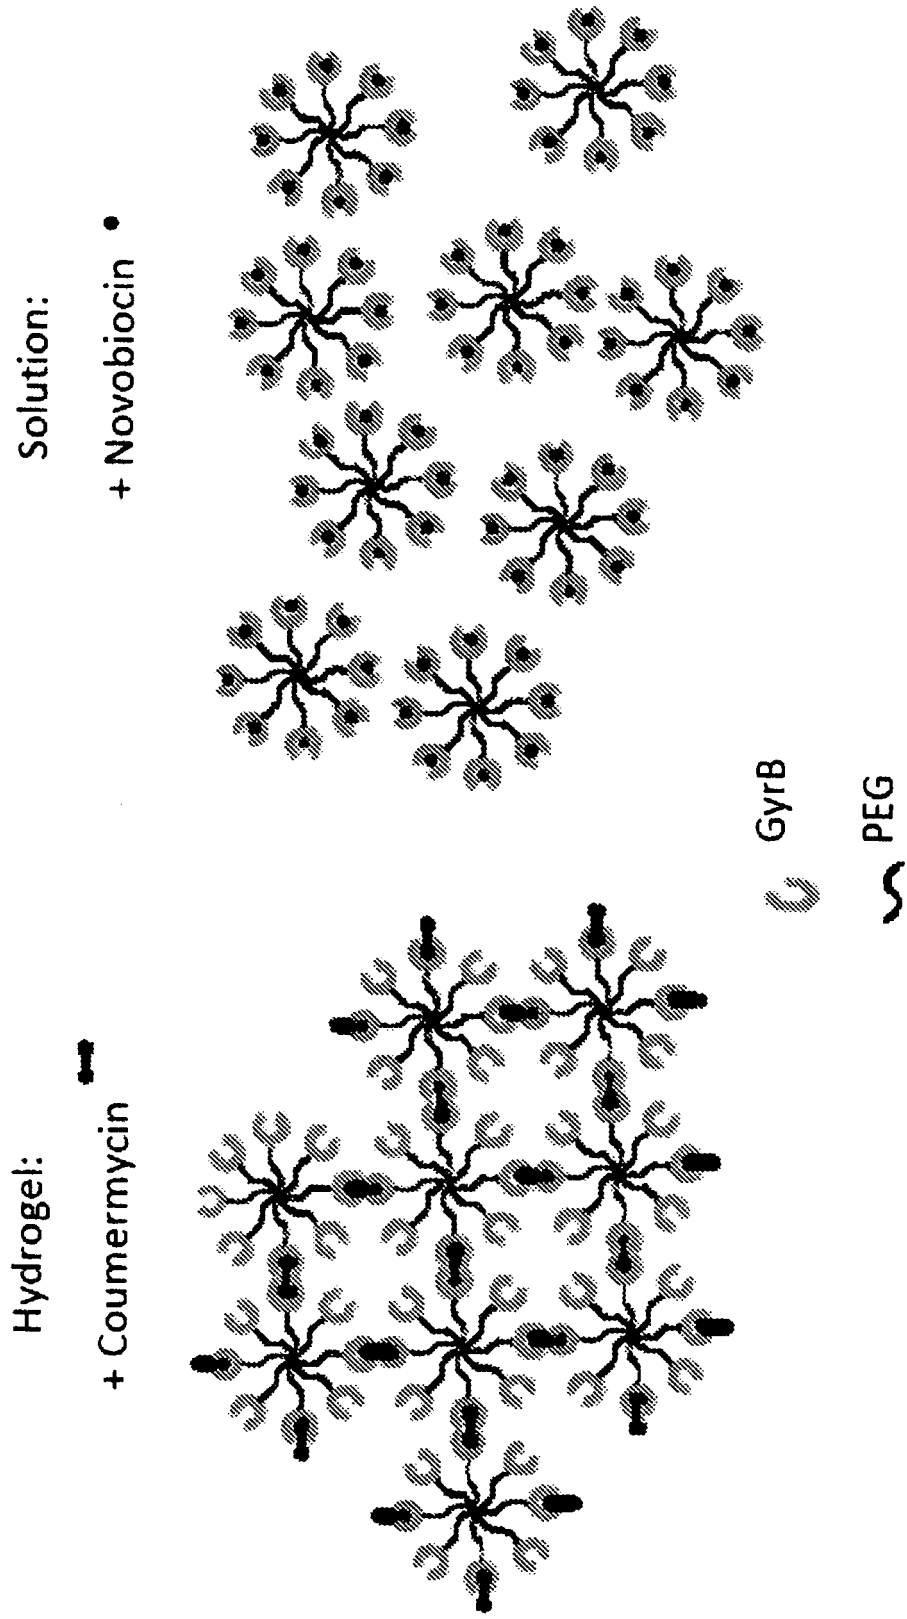 Hydrogel:
+ Coumermycin
Solution:
+ Novobiocin
GyrB
PEG